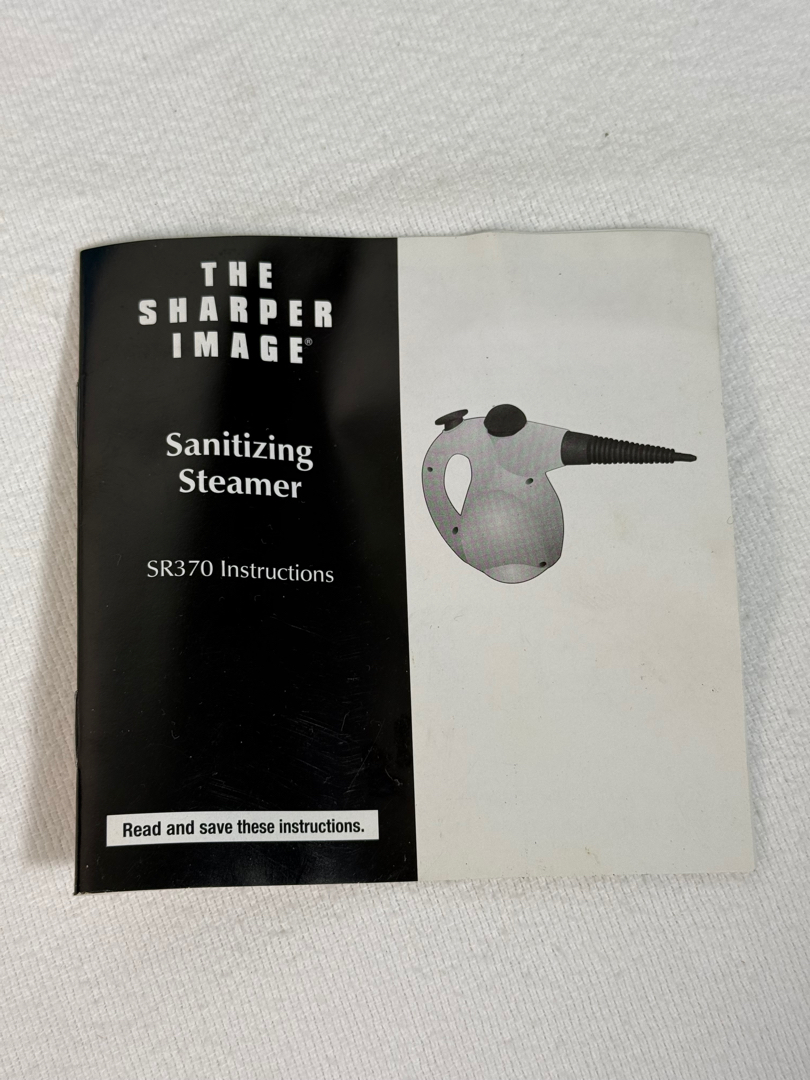 THE
SHARPER
IMAGE®
Sanitizing
Steamer
SR370 Instructions
Read and save these instructions.